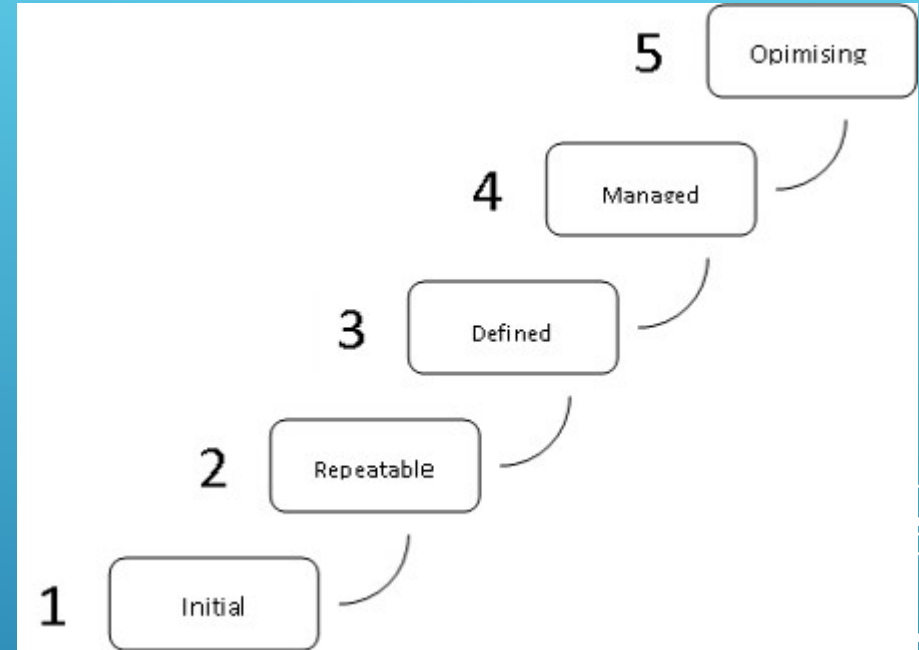 5 Opimising
4 Managed
3 Defined
2 Repeatable
1 Initial